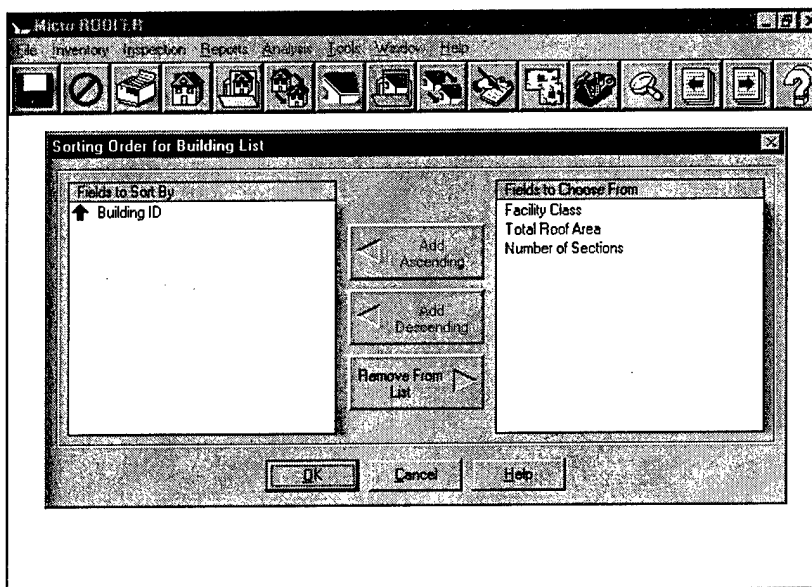 Micro ROOFER
File Inventory Inspection Reports Analysis Tools Window Help
Sorting Order for Building List
Fields to Sort By
Building ID
Add
Ascending
Add
Descending
Remove From
List
Fields to Choose From
Facility Class
Total Roof Area
Number of Sections
OK Cancel Help